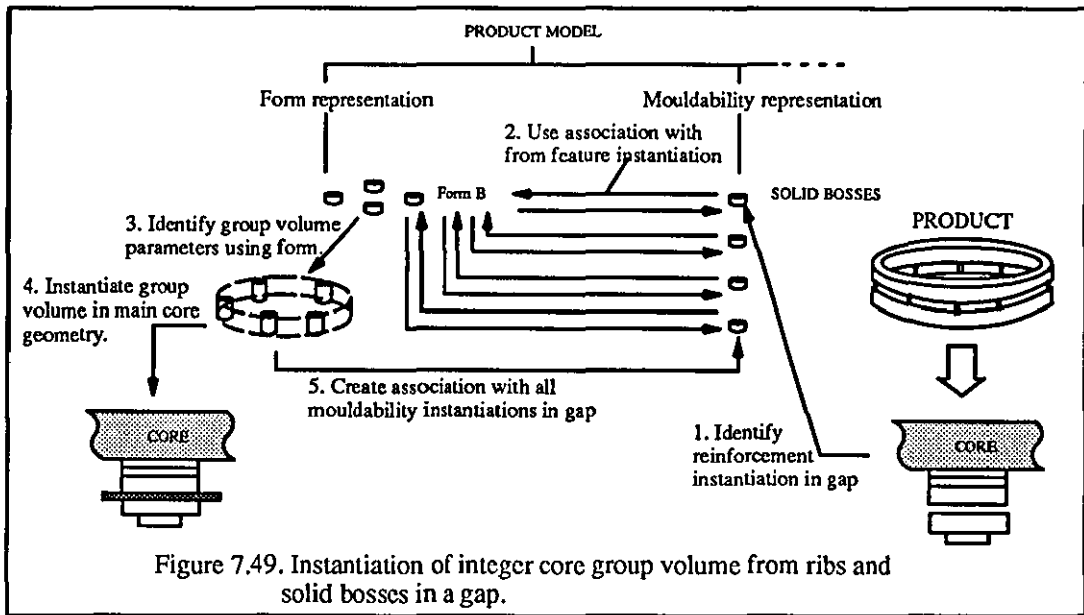 PRODUCT MODEL
Form representation
Mouldability representation
2. Use association with
from feature instantiation
Form B
SOLID BOSSES
3. Identify group volume
parameters using form.
PRODUCT
4. Instantiate group
volume in main core
geometry.
5. Create association with all
mouldability instantiations in gap
1. Identify
reinforcement
instantiation in gap
CORE
CORE
Figure 7.49. Instantiation of integer core group volume from ribs and
solid bosses in a gap.